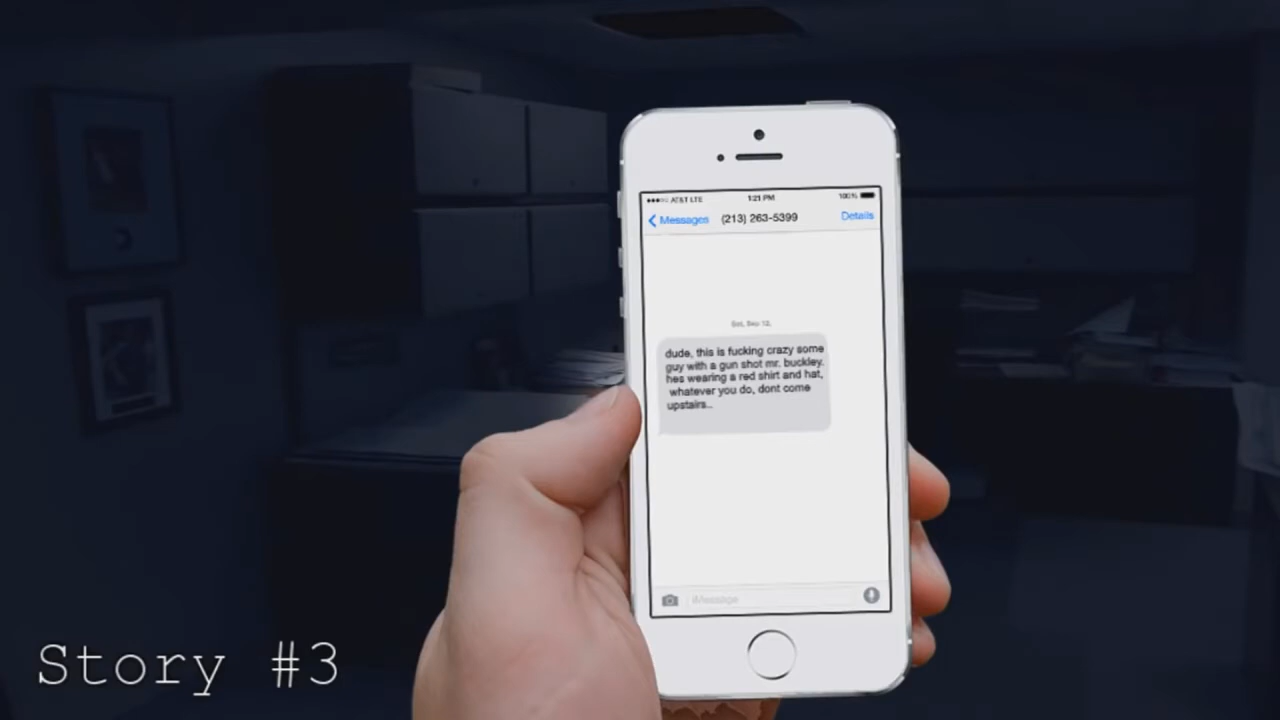 AT&T LTE 1:21 PM 100%
Messages (213) 263-5399 Details
Sat, Sep 12,
dude, this is fucking crazy some
guy with a gun shot mr. buckley.
hes wearing a red shirt and hat,
whatever you do, dont come
upstairs..
iMessage
Story #3